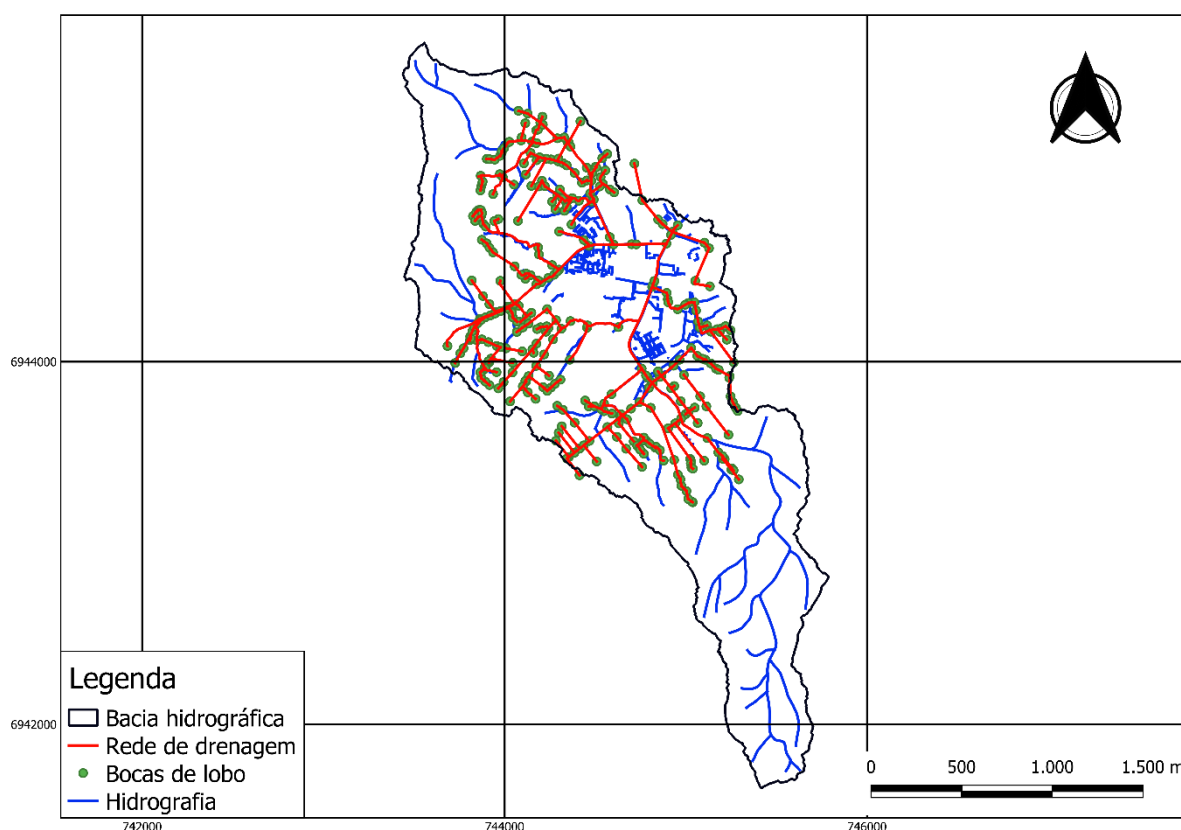 6944000
6942000
Legenda
Bacia hidrográfica
Rede de drenagem
Bocas de lobo
Hidrografia
0 500 1.000 1.500 m
742000 744000 746000